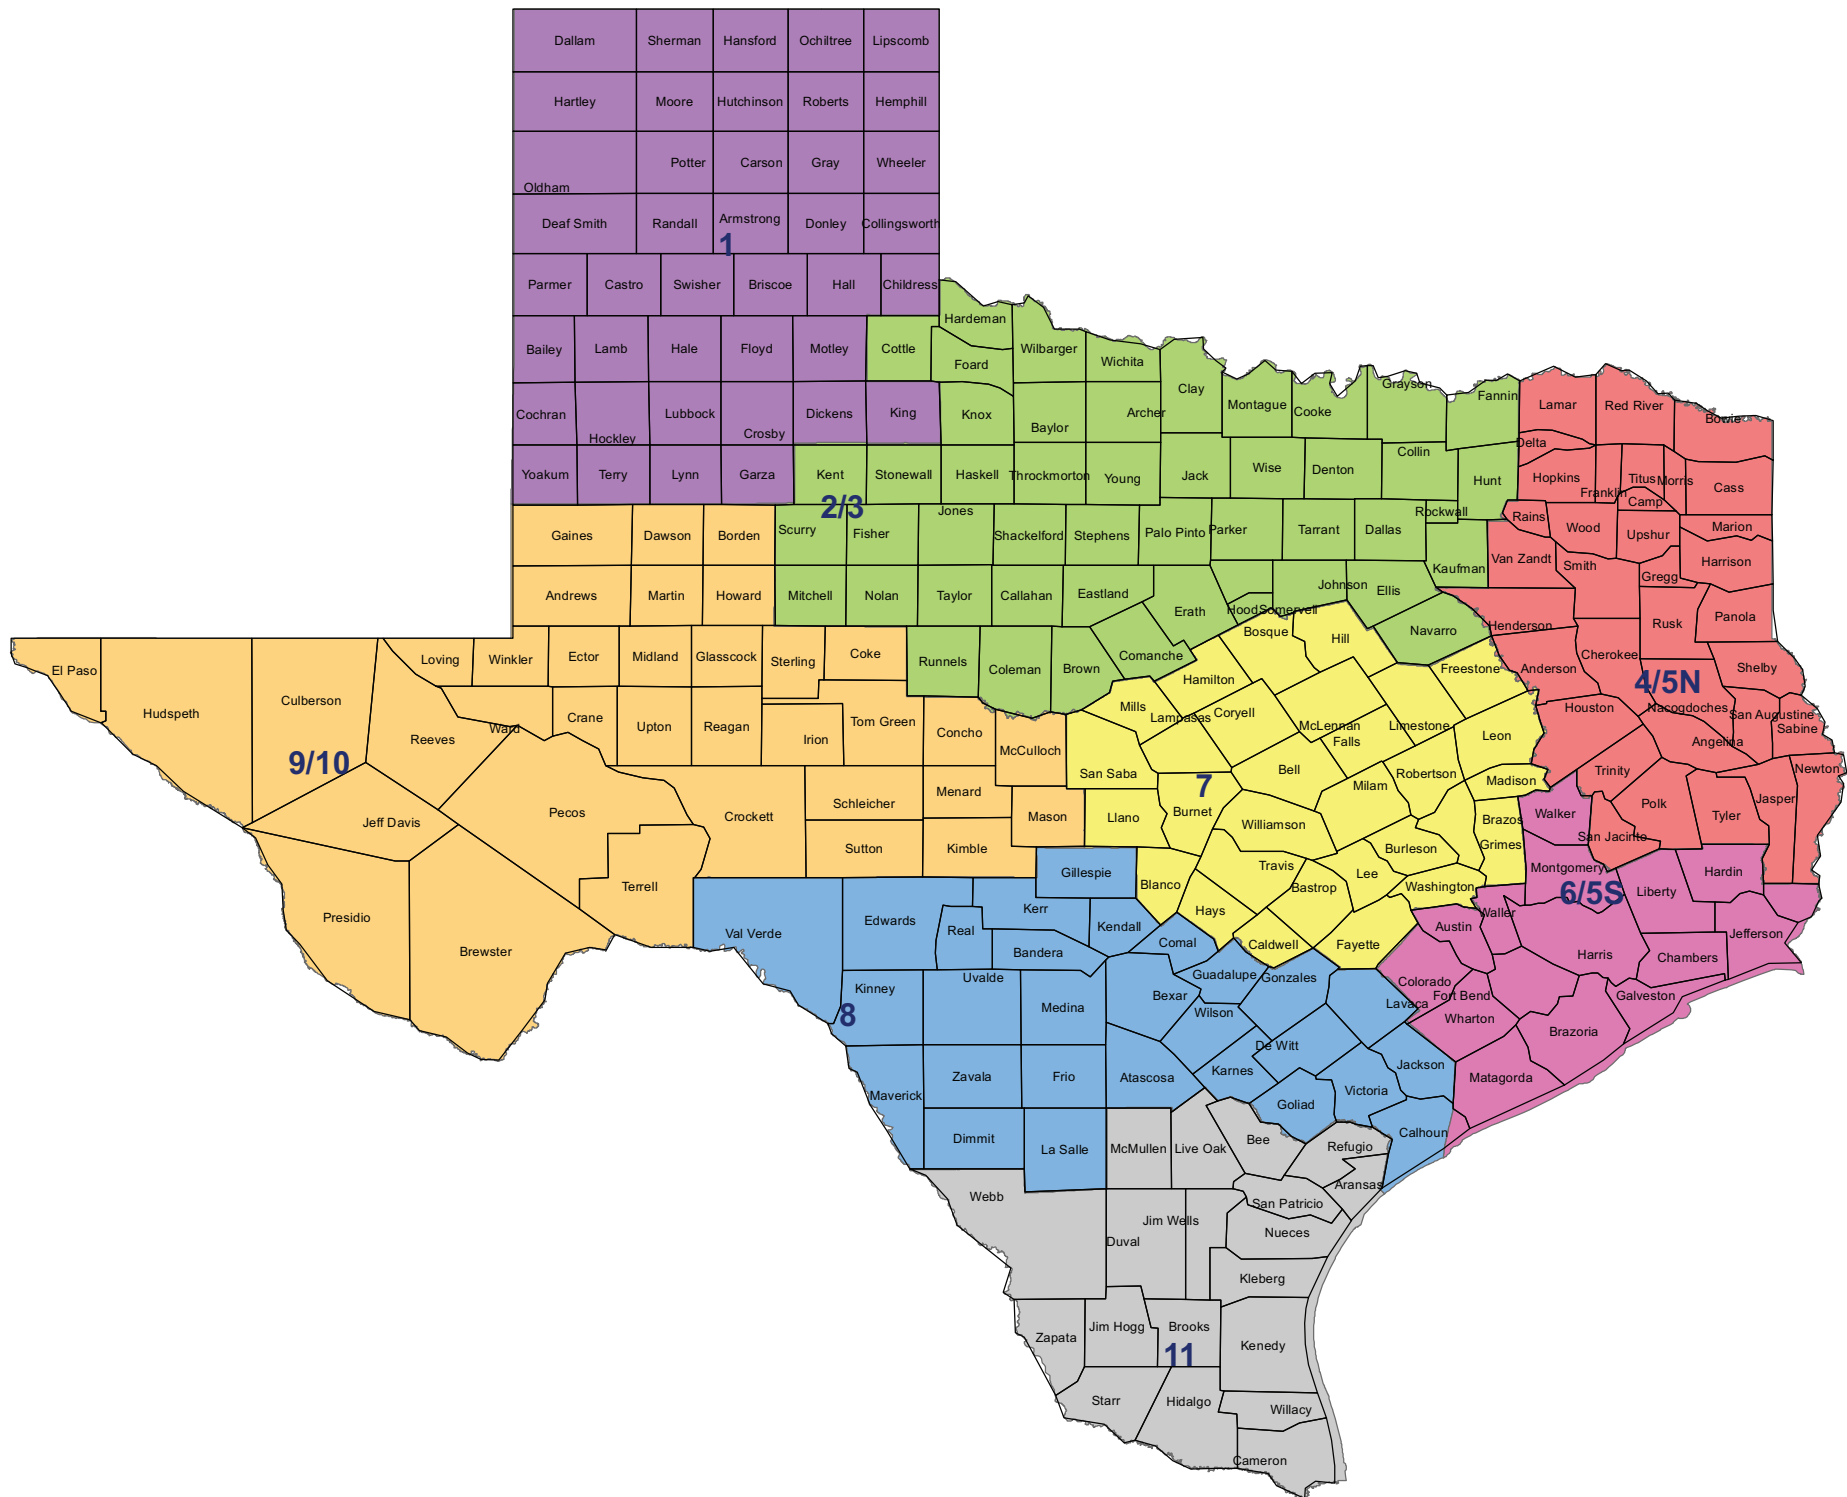 Dallam Sherman Hansford Ochiltree Lipscomb
Hartley Moore Hutchinson Roberts Hemphill
Oldham Potter Carson Gray Wheeler
Deaf Smith Randall Armstrong Donley Collingsworth
1
Parmer Castro Swisher Briscoe Hall Childress
Hardeman
Bailey Lamb Hale Floyd Motley Cottle Foard Wilbarger Wichita
Clay Montague Cooke Grayson Fannin Lamar Red River Bowie
Cochran Hockley Lubbock Crosby Dickens King Knox Baylor Archer
Delta
Yoakum Terry Lynn Garza Kent Stonewall Haskell Throckmorton Young Jack Wise Denton Collin Hunt Hopkins Franklin Titus Morris Cass
Camp
2/3
Gaines Dawson Borden Scurry Fisher Jones Shackelford Stephens Palo Pinto Parker Tarrant Dallas Rockwall Rains Wood Upshur Marion
Kaufman Van Zandt Smith Gregg Harrison
Andrews Martin Howard Mitchell Nolan Taylor Callahan Eastland Erath Hood Somervell Johnson Ellis
Navarro Henderson Rusk Panola
El Paso Hudspeth Culberson Reeves Loving Winkler Ector Midland Glasscock Sterling Coke Runnels Coleman Brown Comanche
Bosque Hill Freestone Anderson Cherokee Shelby
4/5N
Hamilton Mills Lampasas Coryell McLennan Limestone Falls Leon Houston Nacogdoches San Augustine Sabine
Angelina
Ward Crane Upton Reagan Irion Tom Green Concho McCulloch San Saba
9/10
7
Bell Robertson Milam Madison Trinity Newton
Jeff Davis Pecos Crockett Schleicher Menard Mason Llano Burnet Williamson Brazos Grimes Walker San Jacinto Polk Tyler Jasper
Terrell Sutton Kimble Gillespie Blanco Travis Bastrop Lee Burleson Washington Montgomery Liberty Hardin
6/5S
Presidio Brewster Val Verde Edwards Real Kerr Kendall Bandera Comal Hays Caldwell Fayette Austin Waller Harris Chambers Jefferson
Kinney Uvalde Medina Bexar Guadalupe Gonzales Wilson Lavaca Colorado Fort Bend Wharton Galveston Brazoria
8
Maverick Zavala Frio Atascosa Karnes De Witt Goliad Victoria Jackson Matagorda
Dimmit La Salle McMullen Live Oak Bee Refugio Calhoun
Webb Aransas San Patricio
Duval Jim Wells Nueces
Kleberg
Zapata Jim Hogg Brooks Kenedy
11
Starr Hidalgo Willacy
Cameron